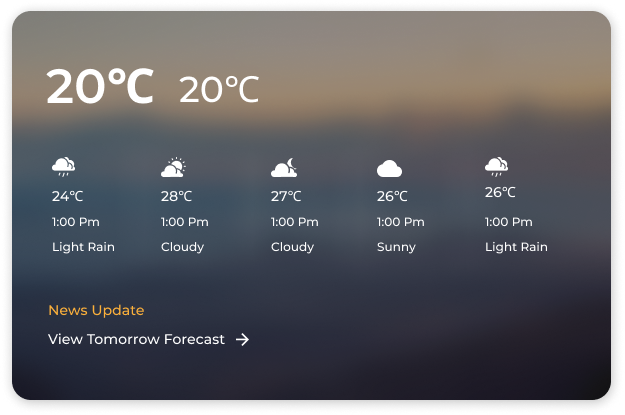 20℃ 20℃
24℃ 28℃ 27℃ 26℃ 26℃
1:00 Pm 1:00 Pm 1:00 Pm 1:00 Pm 1:00 Pm
Light Rain Cloudy Cloudy Sunny Light Rain
News Update
View Tomorrow Forecast →